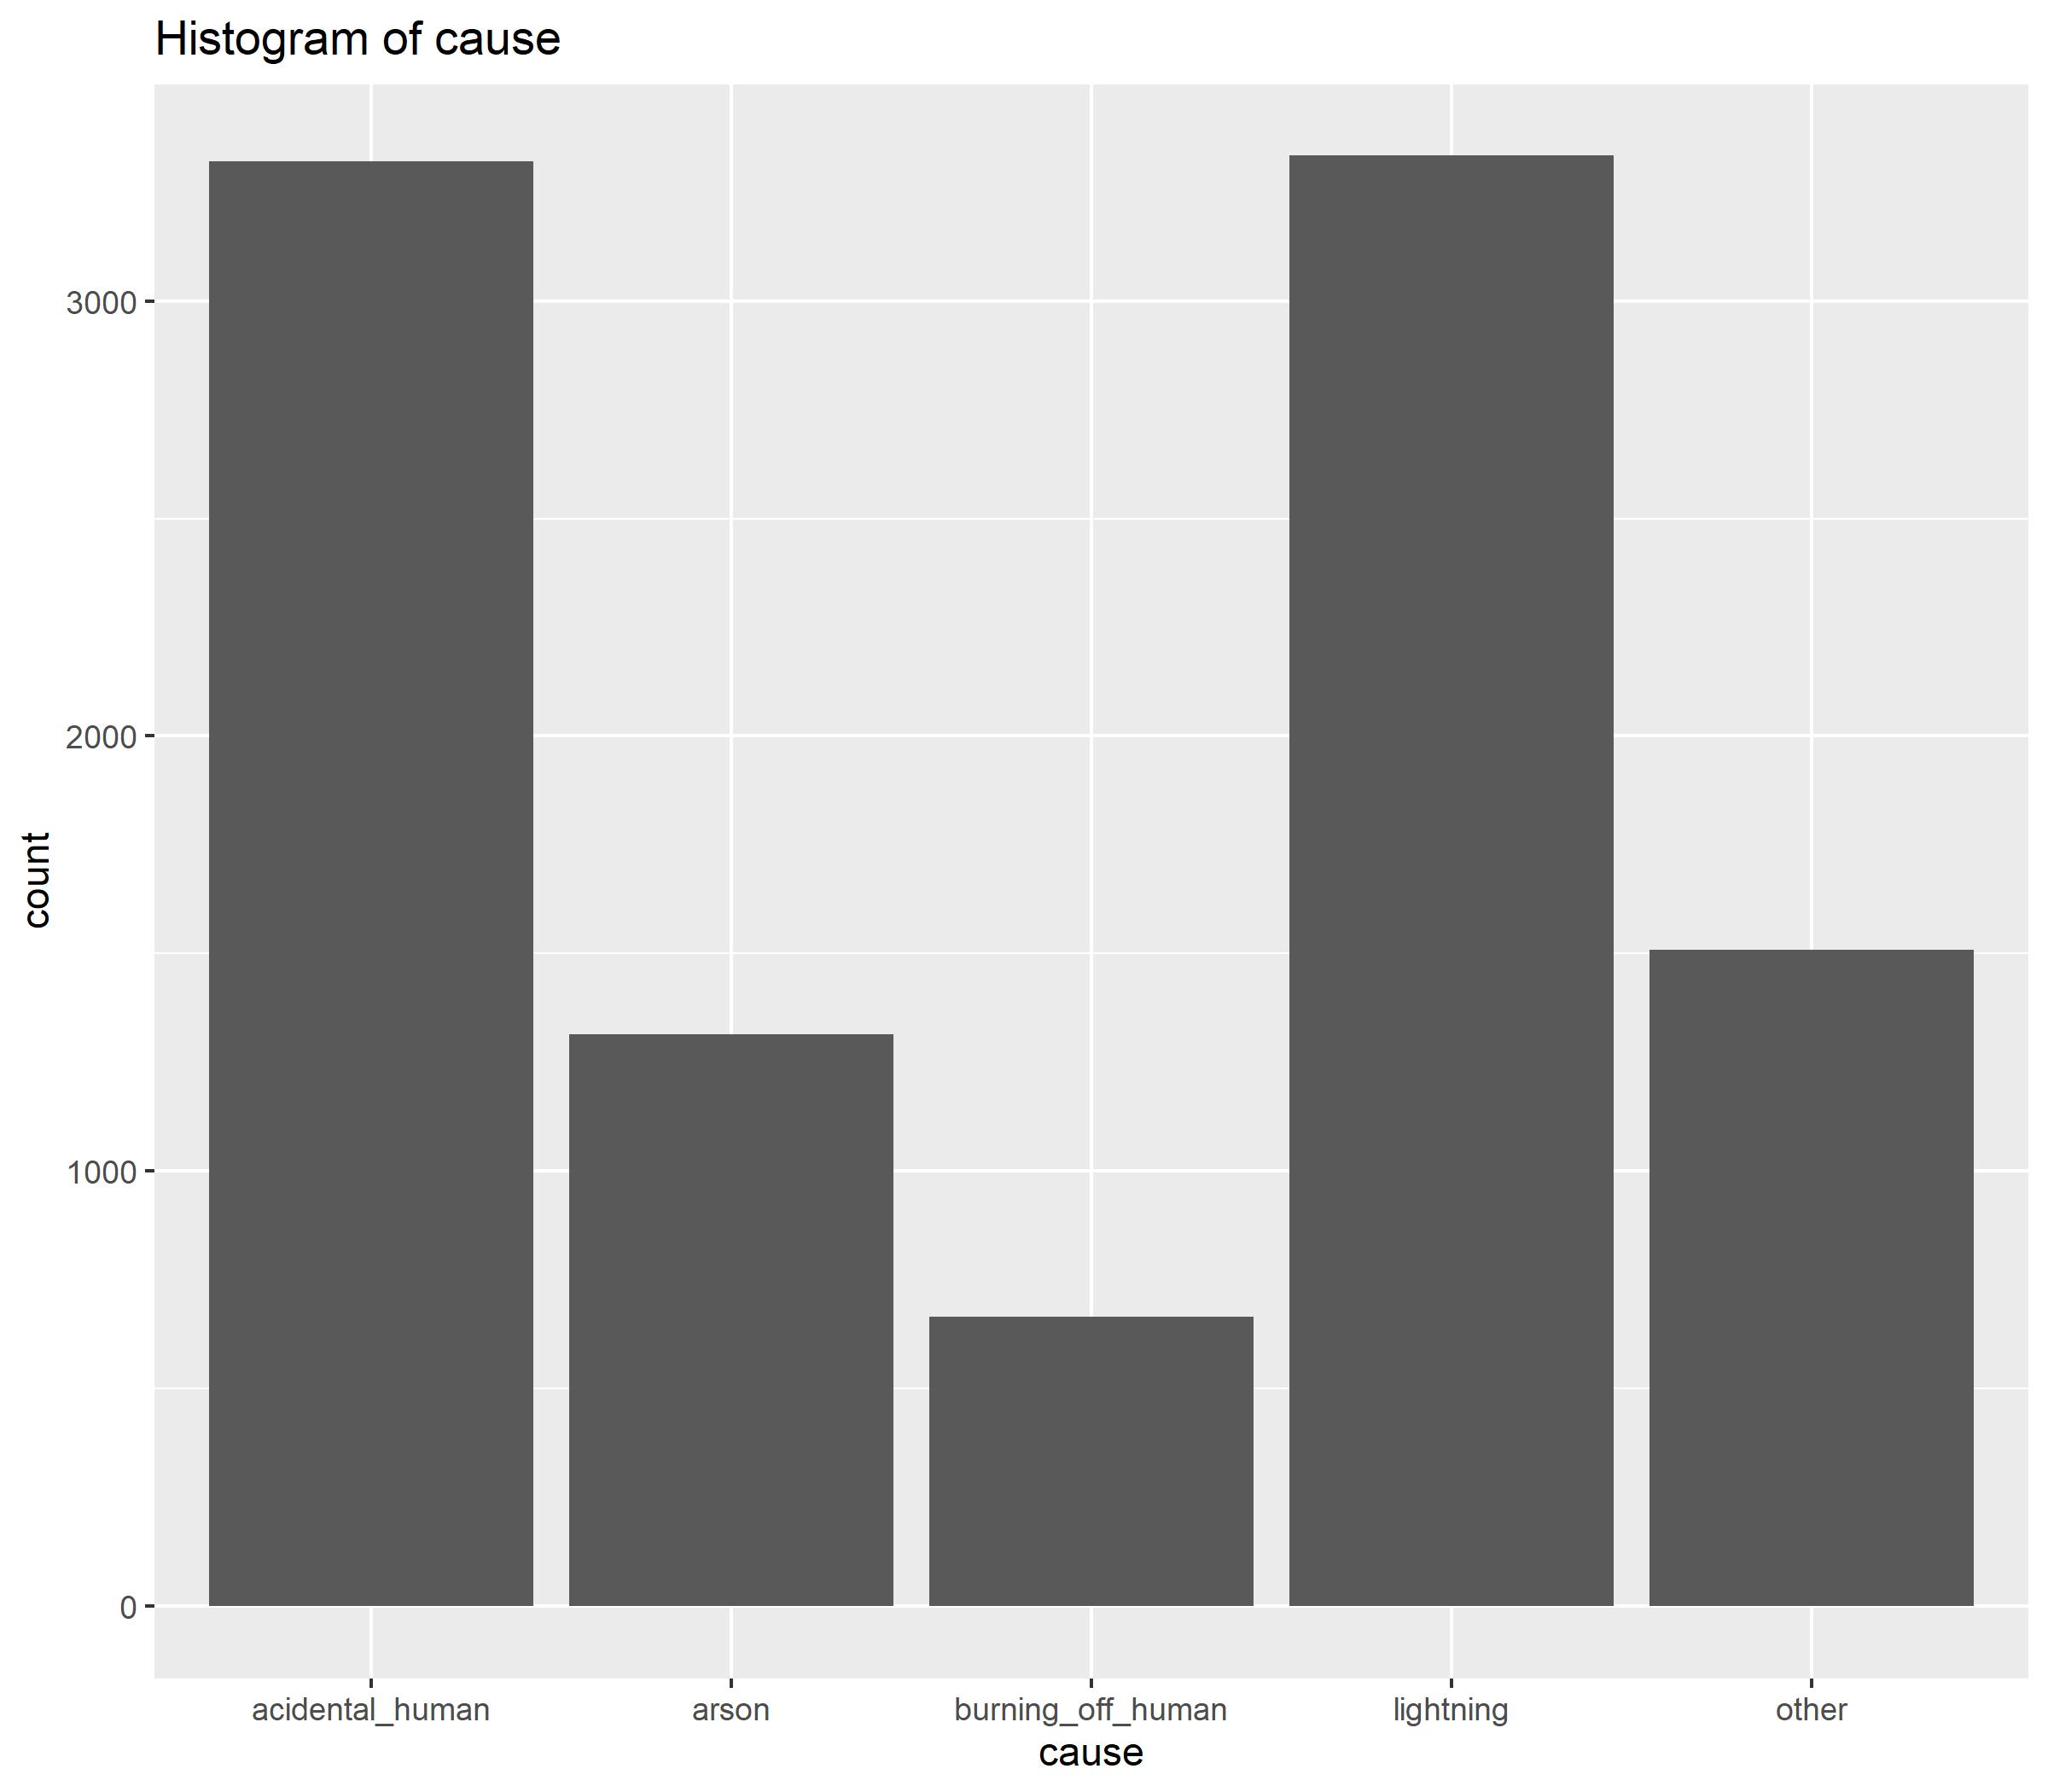 Histogram of cause
count
3000
2000
1000
0
acidental_human arson burning_off_human lightning other
cause